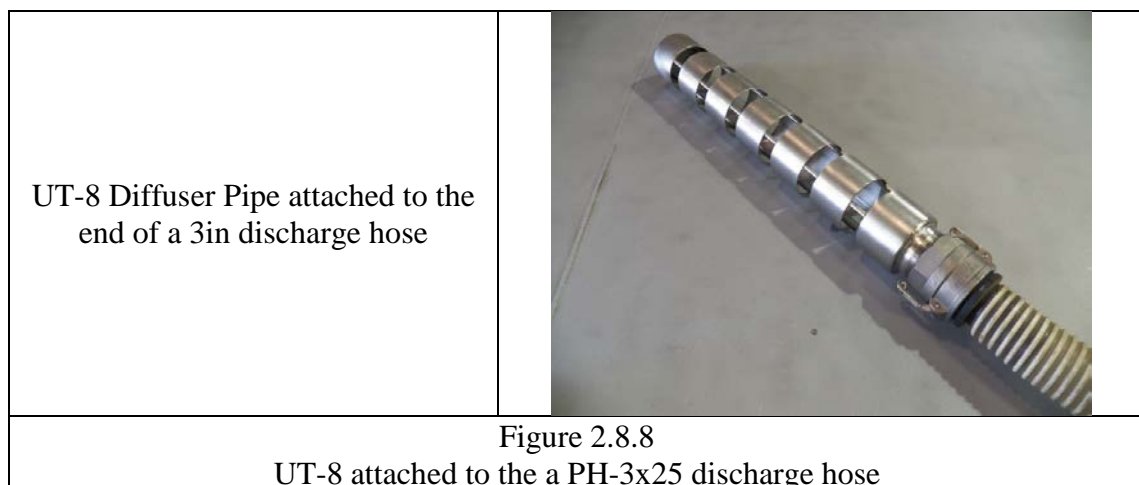 UT-8 Diffuser Pipe attached to the
end of a 3in discharge hose
Figure 2.8.8
UT-8 attached to the a PH-3x25 discharge hose